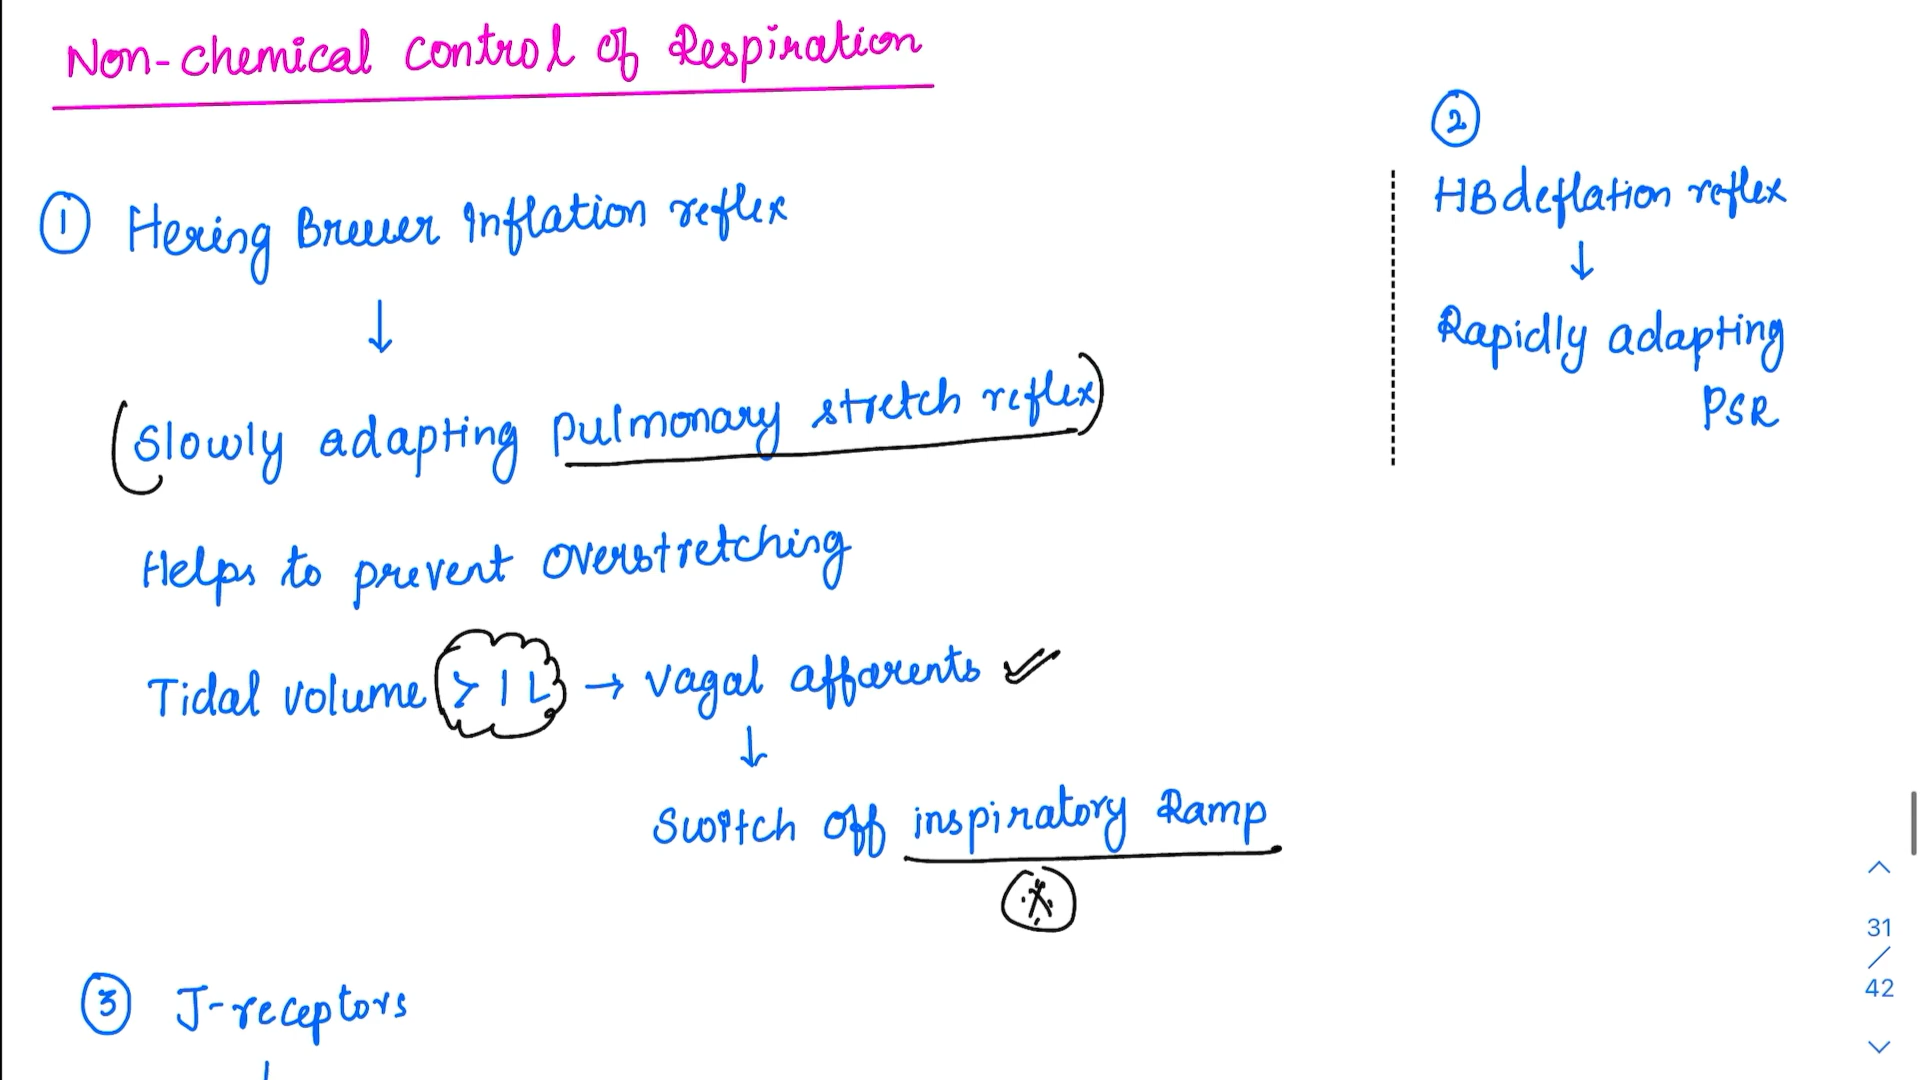 Non-chemical control of Respiration
① Hering Breuer Inflation reflex
↓
(Slowly adapting pulmonary stretch reflex)
Helps to prevent overstretching
Tidal volume > 1 L → vagal affarents ✓
↓
Switch off inspiratory Ramp
*
②
HB deflation reflex
↓
Rapidly adapting
PSR
③ J-receptors
31
/
42